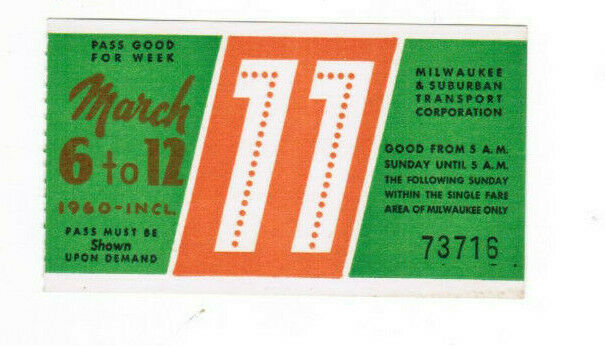 PASS GOOD
FOR WEEK
March
6 to 12
1960-INCL.
PASS MUST BE
Shown
UPON DEMAND
11
MILWAUKEE
& SUBURBAN
TRANSPORT
CORPORATION
GOOD FROM 5 A.M.
SUNDAY UNTIL 5 A.M.
THE FOLLOWING SUNDAY
WITHIN THE SINGLE FARE
AREA OF MILWAUKEE ONLY
73716